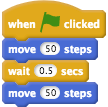 when clicked
move 50 steps
wait 0.5 secs
move 50 steps